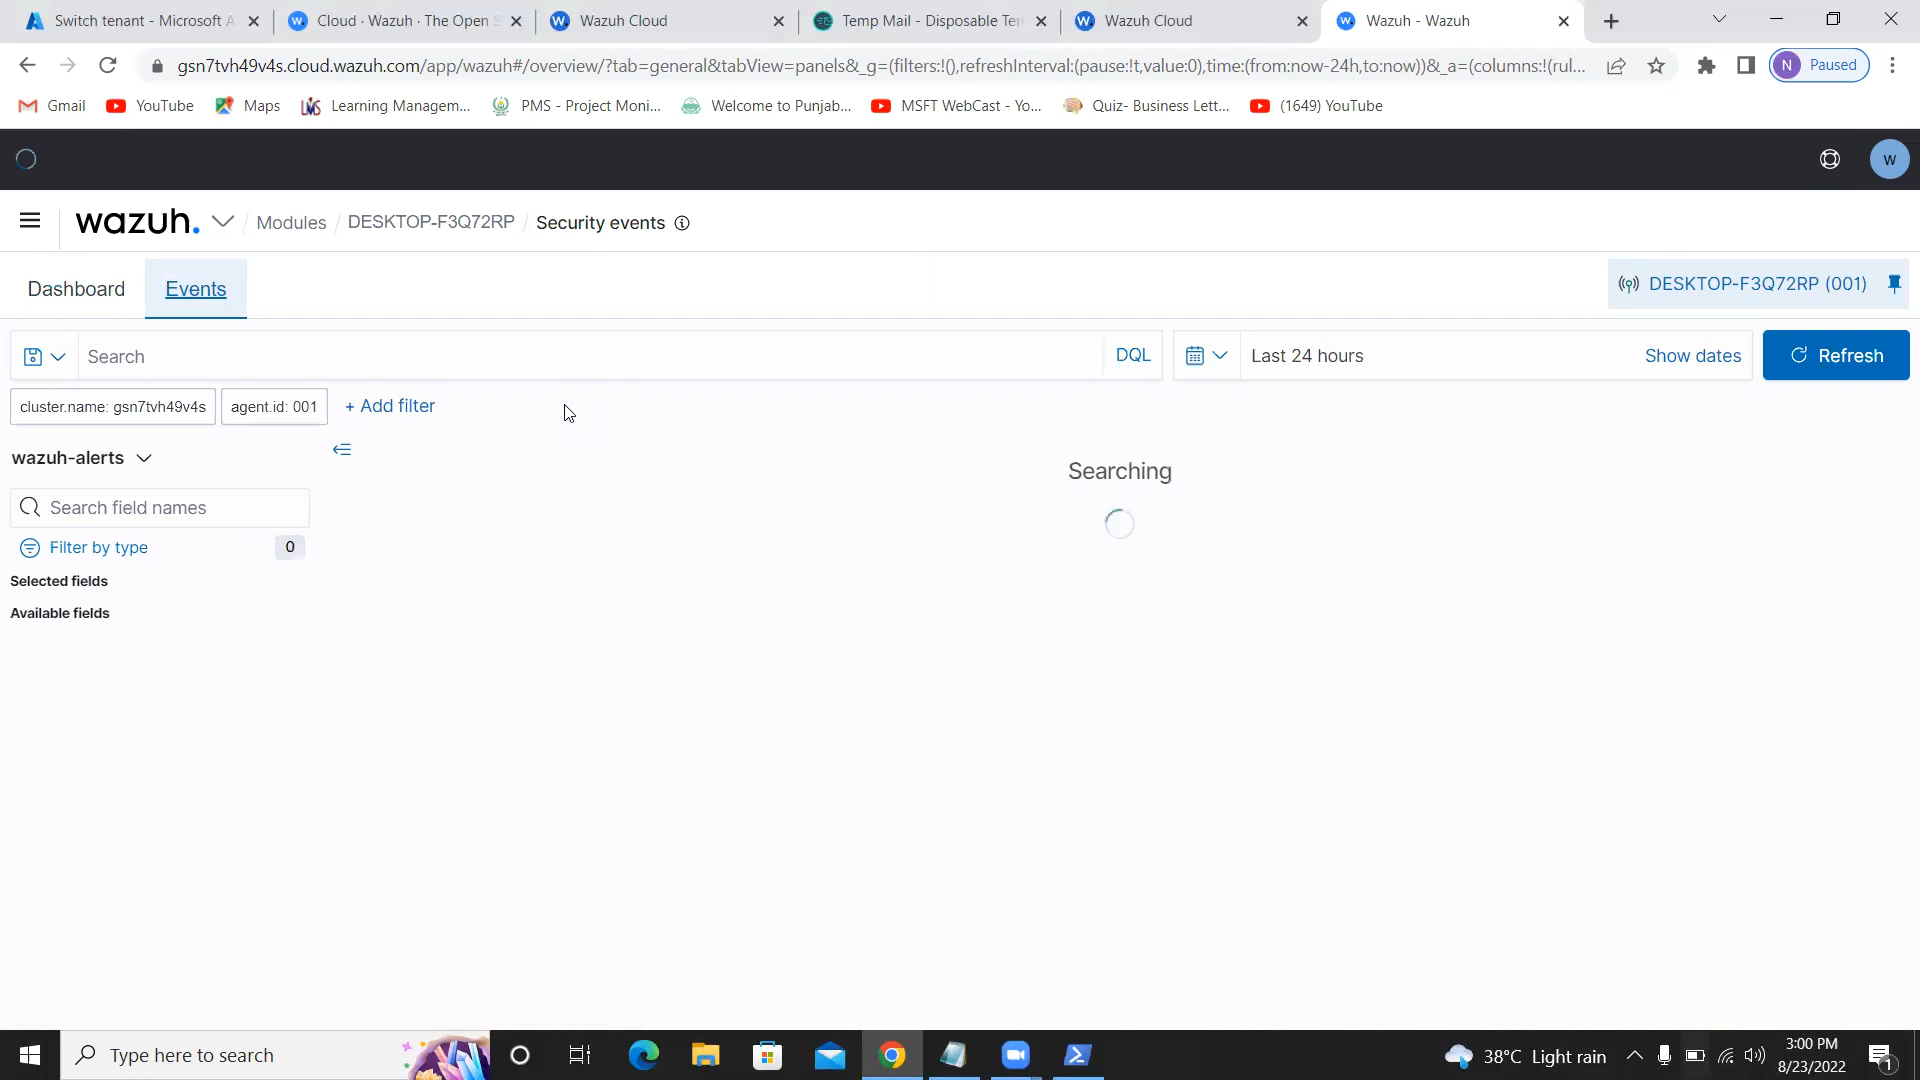 Switch tenant - Microsoft A
Cloud · Wazuh · The Open S
Wazuh Cloud
Temp Mail - Disposable Tem
Wazuh Cloud
Wazuh - Wazuh
gsn7tvh49v4s.cloud.wazuh.com/app/wazuh#/overview/?tab=general&tabView=panels&_g=(filters:!(),refreshInterval:(pause:!t,value:0),time:(from:now-24h,to:now))&_a=(columns:!(rul...
N Paused
Gmail
YouTube
Maps
Learning Managem...
PMS - Project Moni...
Welcome to Punjab...
MSFT WebCast - Yo...
Quiz- Business Lett...
(1649) YouTube
W
wazuh. / Modules / DESKTOP-F3Q72RP / Security events
Dashboard
Events
DESKTOP-F3Q72RP (001)
Search
DQL
Last 24 hours
Show dates
Refresh
cluster.name: gsn7tvh49v4s
agent.id: 001
+ Add filter
wazuh-alerts
Searching
Search field names
Filter by type
0
Selected fields
Available fields
Type here to search
38°C Light rain
3:00 PM
8/23/2022
1